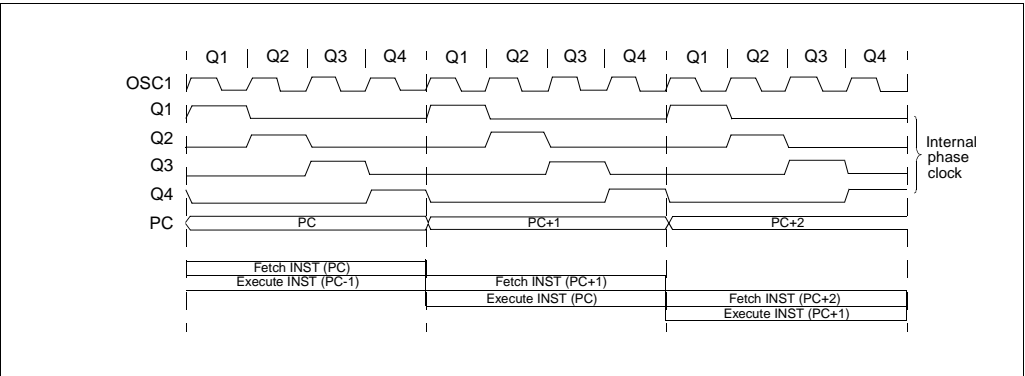 Q1 Q2 Q3 Q4 Q1 Q2 Q3 Q4 Q1 Q2 Q3 Q4
OSC1
Q1
Q2
Q3
Q4
Internal
phase
clock
PC PC PC+1 PC+2
Fetch INST (PC)
Execute INST (PC-1) Fetch INST (PC+1)
Execute INST (PC) Fetch INST (PC+2)
Execute INST (PC+1)